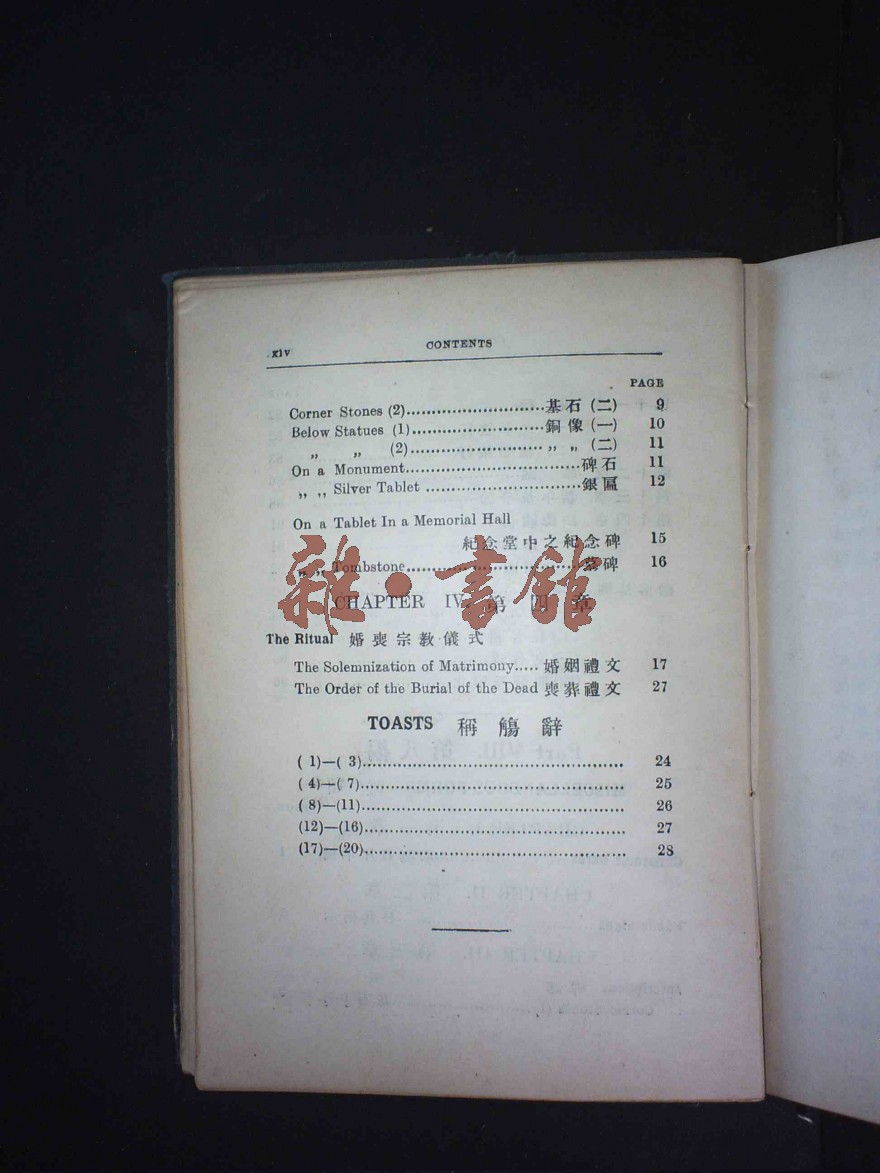 xiv CONTENTS
PAGE
Corner Stones (2)..............................基石 (二) 9
Below Statues (1)..............................銅像 (一) 10
„ „ (2)..............................„ „ (二) 11
On a Monument..............................碑石 11
„ „ Silver Tablet..............................銀匾 12
On a Tablet In a Memorial Hall
紀念堂中之紀念碑 15
„ „ Tombstone..............................墓碑 16
雜·書館
CHAPTER IV. 第四章
The Ritual 婚喪宗教儀式
The Solemnization of Matrimony.....婚姻禮文 17
The Order of the Burial of the Dead 喪葬禮文 27
TOASTS 稱觴辭
( 1)—( 3).............................. 24
( 4)—( 7).............................. 25
( 8)—(11).............................. 26
(12)—(16).............................. 27
(17)—(20).............................. 28